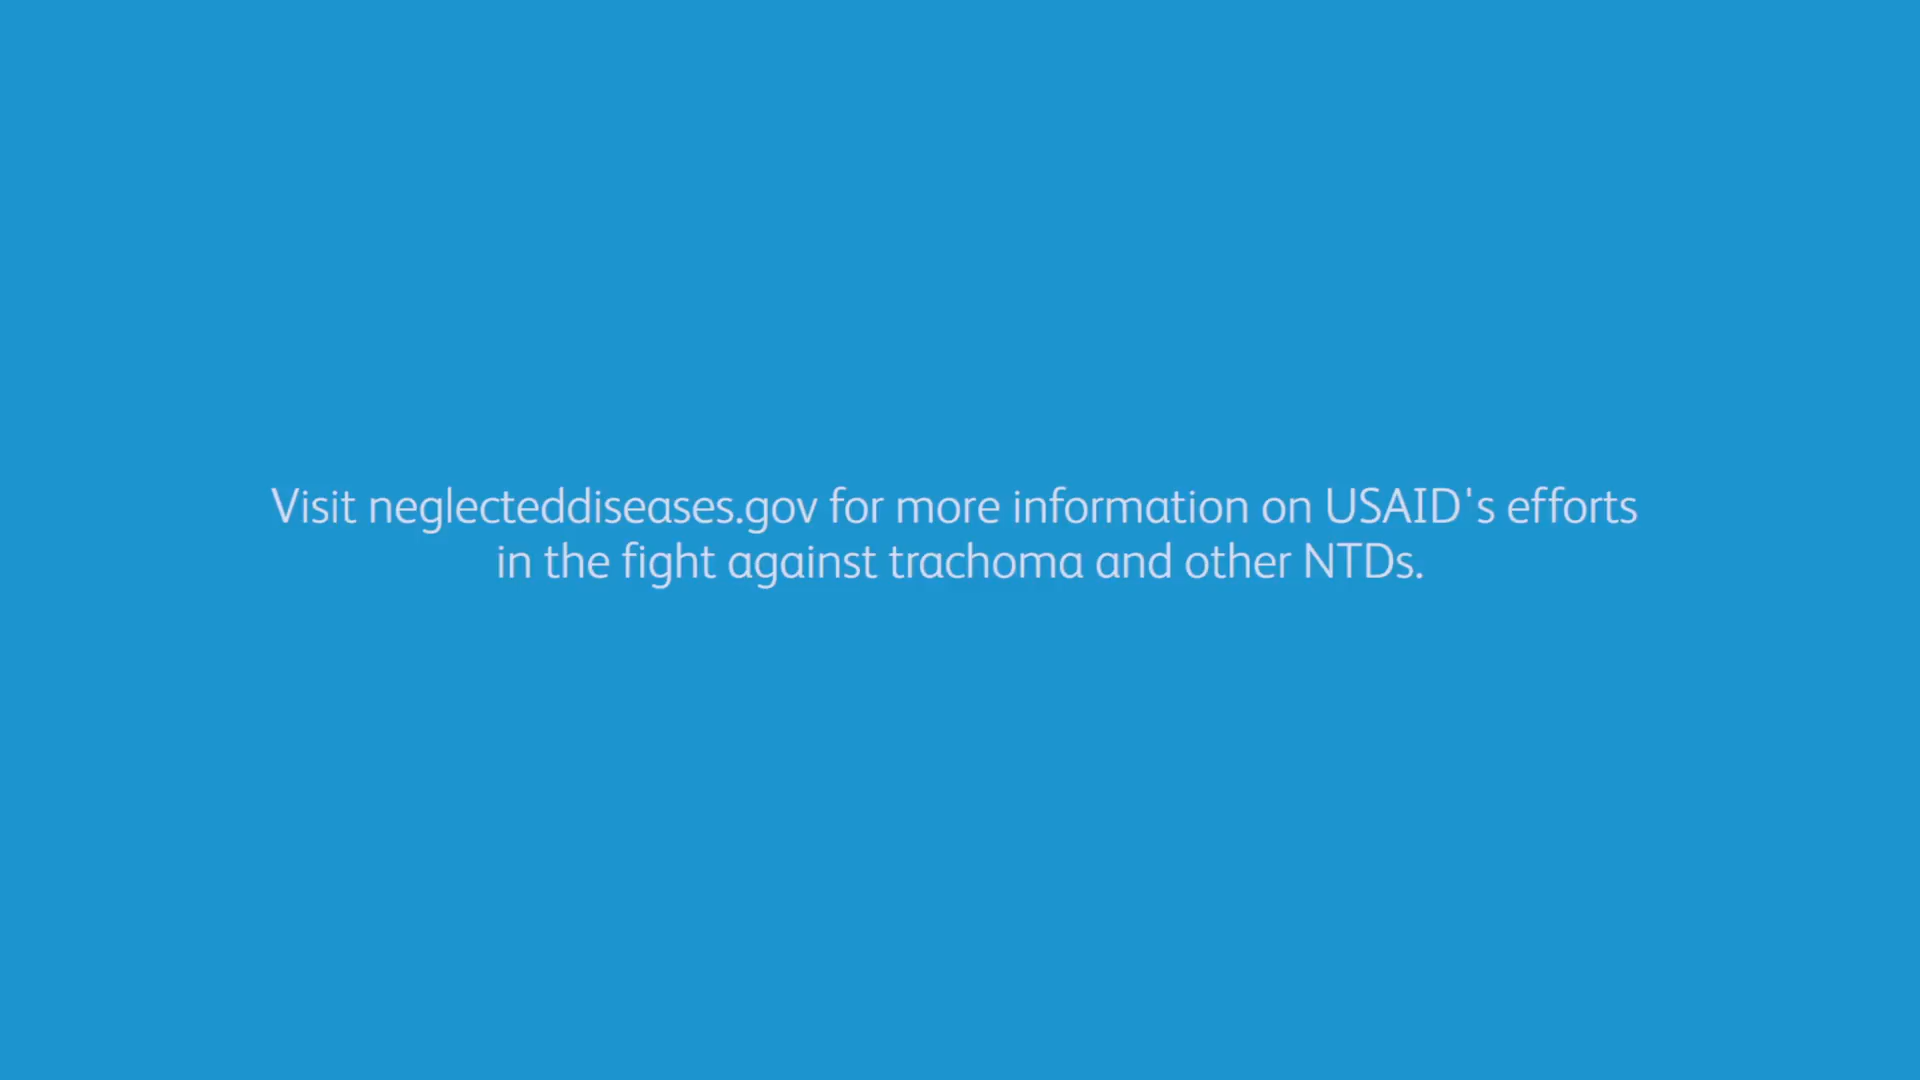 Visit neglecteddiseases.gov for more information on USAID's efforts
in the fight against trachoma and other NTDs.